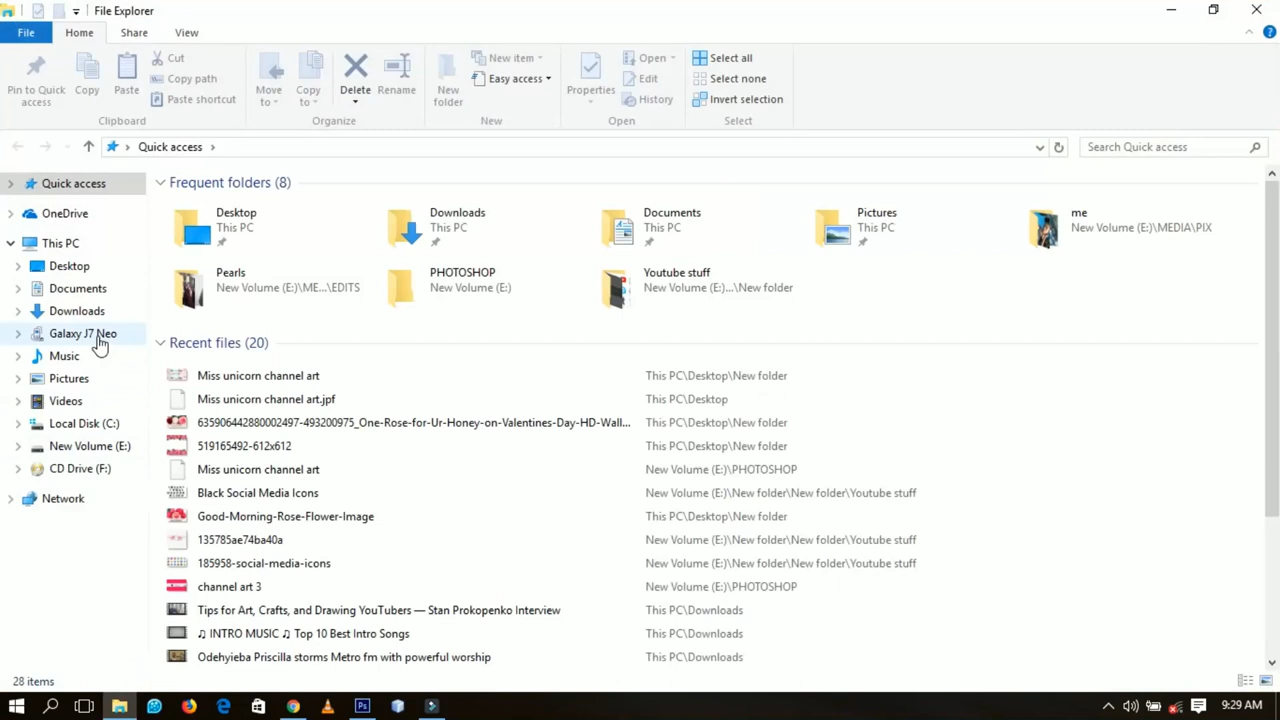 File Explorer
File Home Share View
Pin to Quick access
Copy
Paste
Cut
Copy path
Paste shortcut
Clipboard
Move to
Copy to
Delete
Rename
Organize
New folder
New item
Easy access
New
Properties
Open
Edit
History
Open
Select all
Select none
Invert selection
Select
Quick access
Search Quick access
Quick access
OneDrive
This PC
Desktop
Documents
Downloads
Galaxy J7 Neo
Music
Pictures
Videos
Local Disk (C:)
New Volume (E:)
CD Drive (F:)
Network
Frequent folders (8)
Desktop
This PC
Downloads
This PC
Documents
This PC
Pictures
This PC
me
New Volume (E:)\MEDIA\PIX
Pearls
New Volume (E:)\ME...\EDITS
PHOTOSHOP
New Volume (E:)
Youtube stuff
New Volume (E:)...\New folder
Recent files (20)
Miss unicorn channel art This PC\Desktop\New folder
Miss unicorn channel art.jpf This PC\Desktop
635906442880002497-493200975_One-Rose-for-Ur-Honey-on-Valentines-Day-HD-Wall... This PC\Desktop\New folder
519165492-612x612 This PC\Desktop\New folder
Miss unicorn channel art New Volume (E:)\PHOTOSHOP
Black Social Media Icons New Volume (E:)\New folder\New folder\Youtube stuff
Good-Morning-Rose-Flower-Image This PC\Desktop\New folder
135785ae74ba40a New Volume (E:)\New folder\New folder\Youtube stuff
185958-social-media-icons New Volume (E:)\New folder\New folder\Youtube stuff
channel art 3 New Volume (E:)\PHOTOSHOP
Tips for Art, Crafts, and Drawing YouTubers — Stan Prokopenko Interview This PC\Downloads
♫ INTRO MUSIC ♫ Top 10 Best Intro Songs This PC\Downloads
Odehyieba Priscilla storms Metro fm with powerful worship This PC\Downloads
28 items
Ps
9:29 AM